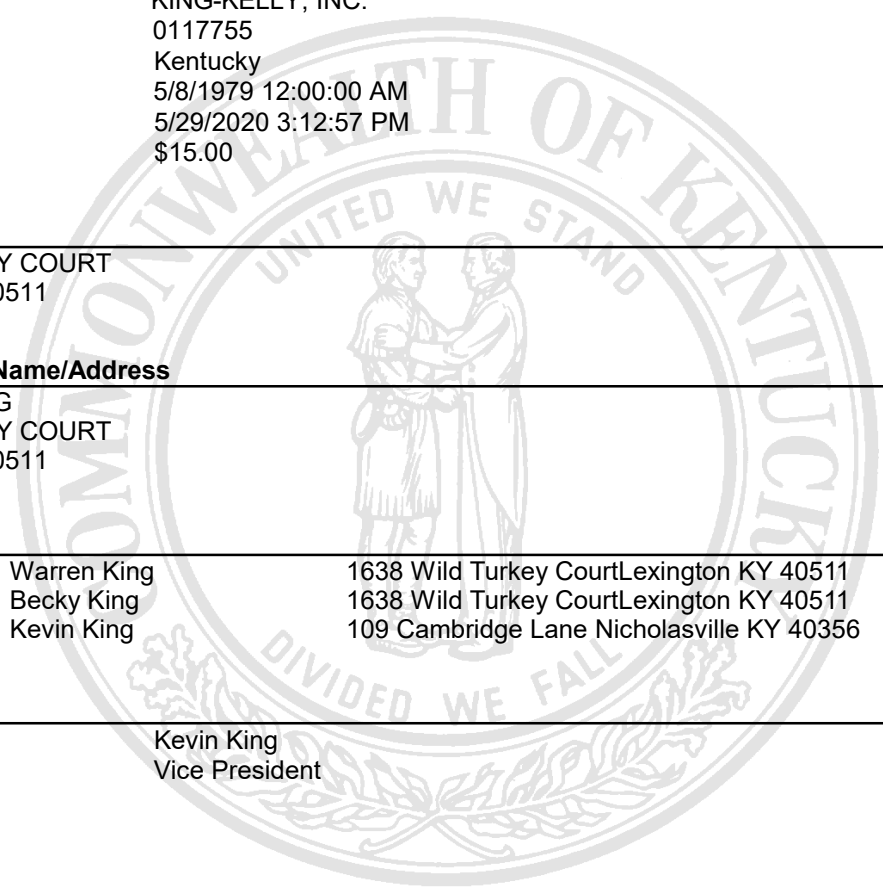 KING-KELLY, INC.
0117755
Kentucky
5/8/1979 12:00:00 AM
5/29/2020 3:12:57 PM
$15.00
COMMONWEALTH OF KENTUCKY
UNITED WE STAND
Y COURT
0511
Name/Address
G
Y COURT
0511
Warren King 1638 Wild Turkey CourtLexington KY 40511
Becky King 1638 Wild Turkey CourtLexington KY 40511
Kevin King 109 Cambridge Lane Nicholasville KY 40356
DIVIDED WE FALL
Kevin King
Vice President